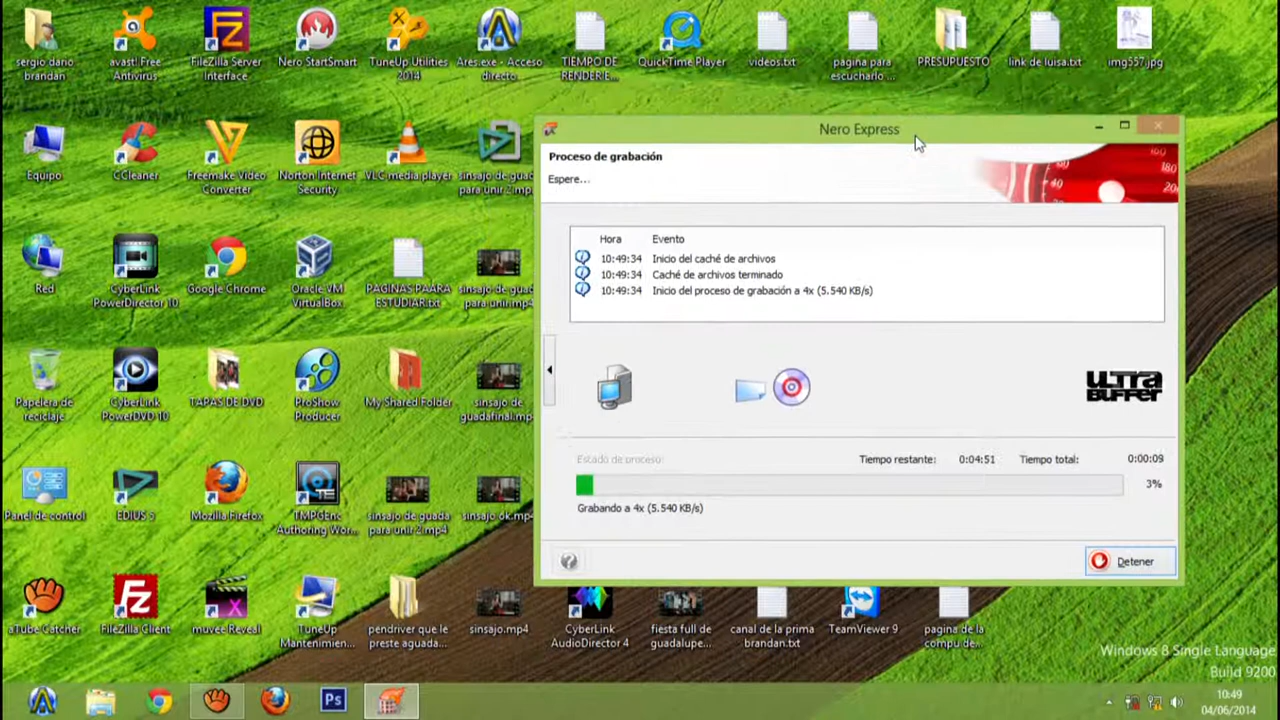 sergio dario
brandan
avast! Free
Antivirus
FileZilla Server
Interface
Nero StartSmart
TuneUp Utilities
2014
Ares.exe - Acceso
directo
TIEMPO DE
RENDER E...
QuickTime Player
videos.txt
pagina para
escucharlo ...
PRESUPUESTO
link de luisa.txt
img557.jpg
Equipo
CCleaner
Freemake Video
Converter
Norton Internet
Security
VLC media player
sinsajo de guada
para unir 2.mp...
Nero Express
Proceso de grabación
Espere...
Hora Evento
10:49:34 Inicio del caché de archivos
10:49:34 Caché de archivos terminado
10:49:34 Inicio del proceso de grabación a 4x (5.540 KB/s)
ULTRA
BUFFER
Estado de proceso:
Tiempo restante: 0:04:51 Tiempo total: 0:00:09
3%
Grabando a 4x (5.540 KB/s)
Detener
Red
CyberLink
PowerDirector 10
Google Chrome
Oracle VM
VirtualBox
PAGINAS PAARA
ESTUDIAR.txt
sinsajo de guada
para unir.mp4
Papelera de
reciclaje
CyberLink
PowerDVD 10
TAPAS DE DVD
ProShow
Producer
My Shared Folder
sinsajo de
guadafinal.mp4
Panel de control
EDIUS 5
Mozilla Firefox
TMPGEnc
Authoring Wor...
sinsajo de guada
para unir 2.mp4
sinsajo ok.mp4
aTube Catcher
FileZilla Client
muvee Reveal
TuneUp
Mantenimien...
pendriver que le
preste aguada...
sinsajo.mp4
CyberLink
AudioDirector 4
fiesta full de
guadalupe...
canal de la prima
brandan.txt
TeamViewer 9
pagina de la
compu de...
Windows 8 Single Language
Build 9200
Ps
10:49
04/06/2014